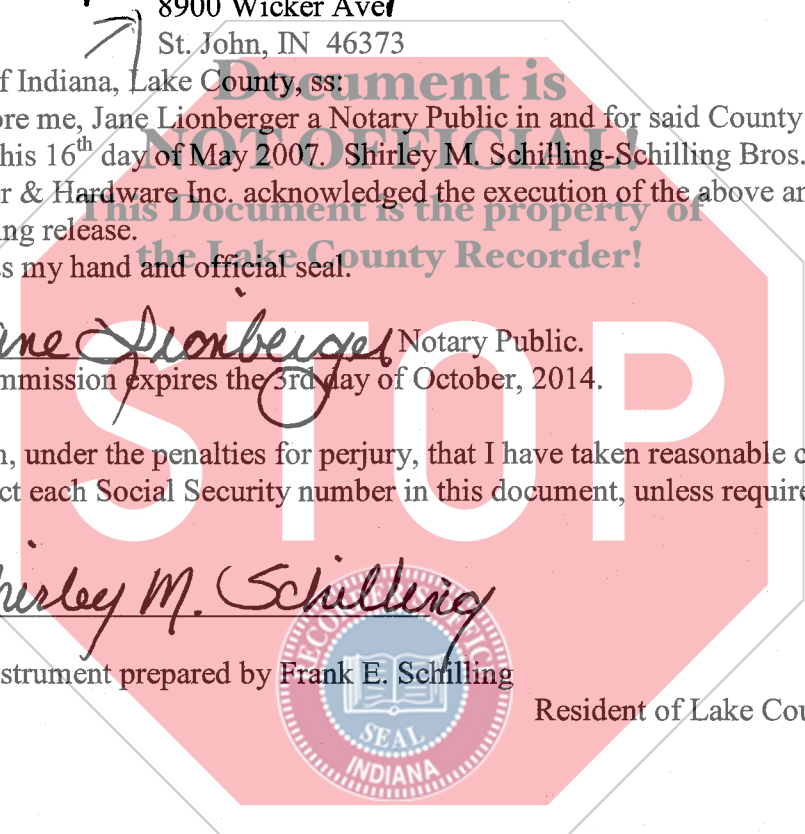 8900 Wicker Ave
St. John, IN 46373
Document is
of Indiana, Lake County, ss:
ore me, Jane Lionberger a Notary Public in and for said County
NOT OFFICIAL!
his 16th day of May 2007. Shirley M. Schilling-Schilling Bros.
r & Hardware Inc. acknowledged the execution of the above an
This Document is the property of
ng release.
the Lake County Recorder!
s my hand and official seal.
ne Lionberger Notary Public.
mmission expires the 3rd day of October, 2014.
STOP
n, under the penalties for perjury, that I have taken reasonable c
ct each Social Security number in this document, unless require
hirley M. Schilling
strument prepared by Frank E. Schilling
Resident of Lake Cou
RECORDER'S OFFICE
SEAL
INDIANA